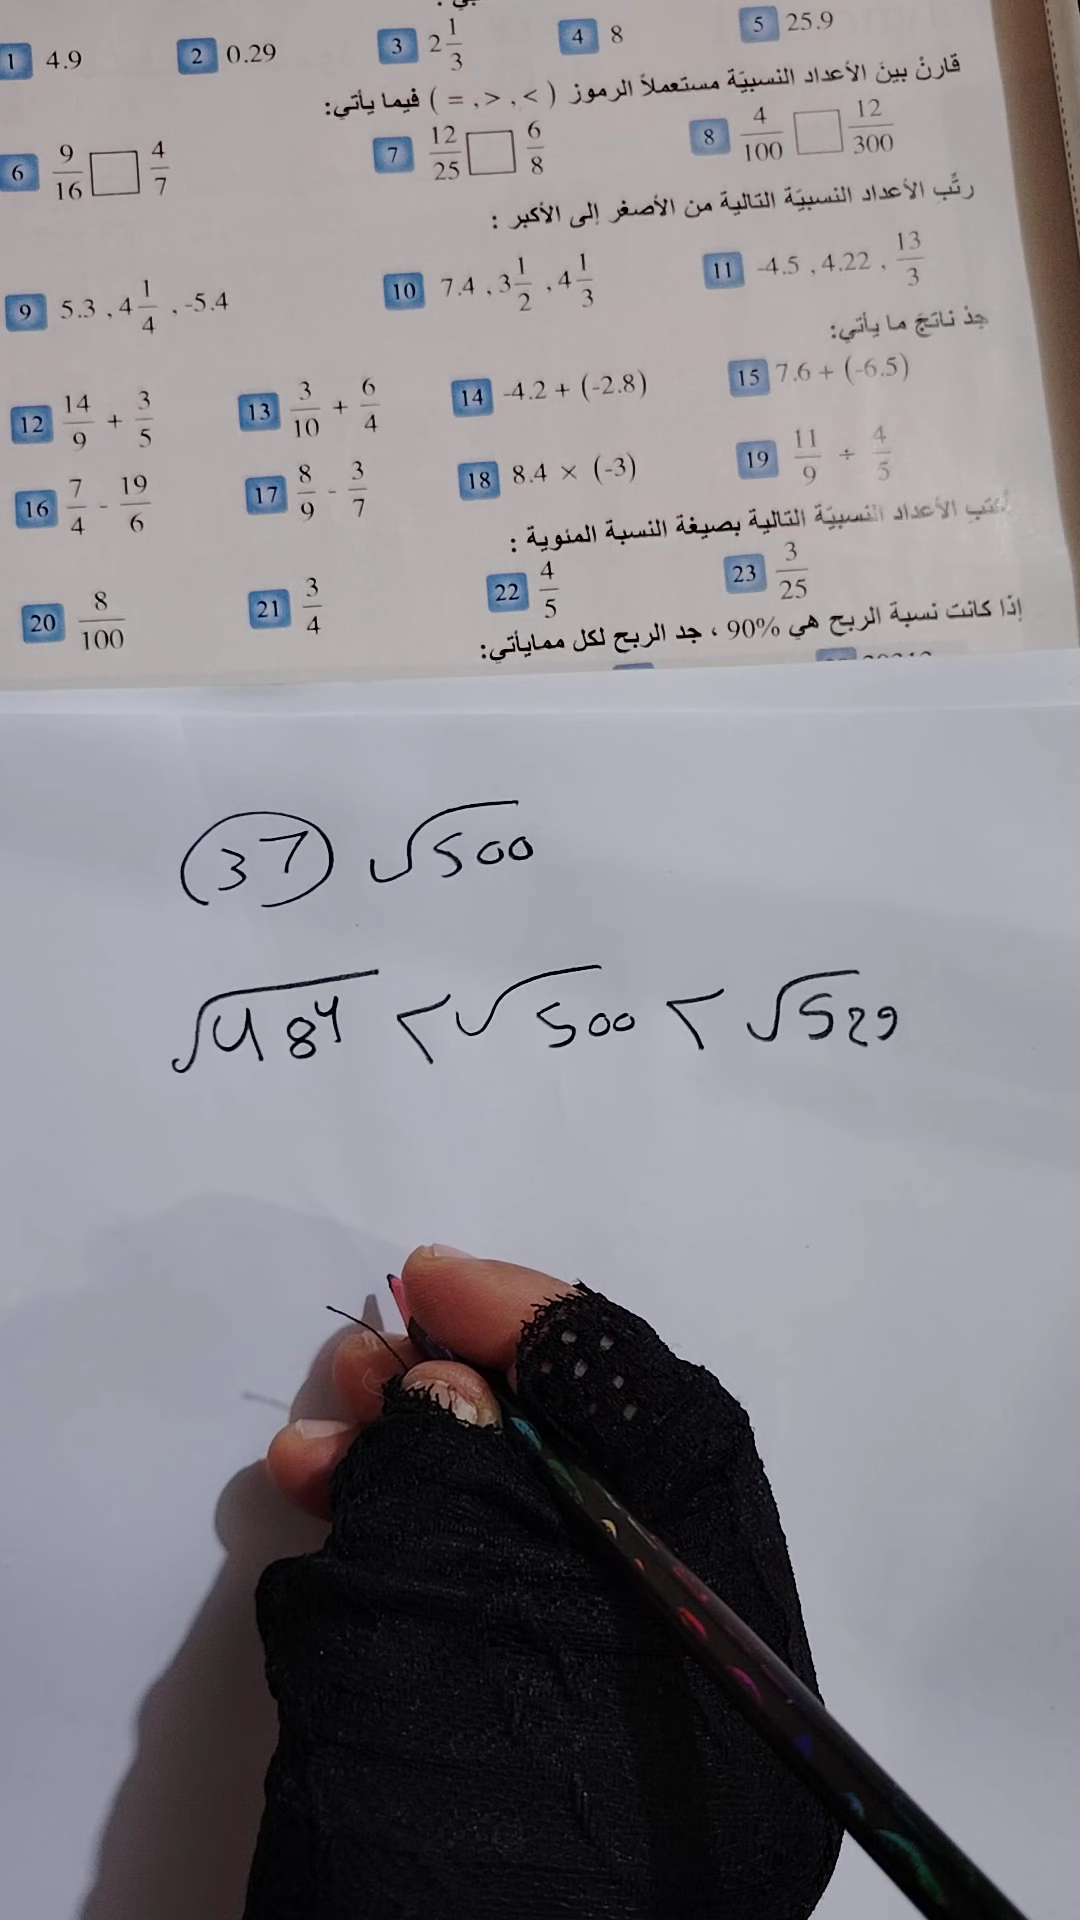 1 4.9 2 0.29 3 2 1/3 4 8 5 25.9
قارنْ بينَ الأعداد النسبيّة مستعملاً الرموز ( < , > , = ) فيما يأتي:
6 9/16 □ 4/7 7 12/25 □ 6/8 8 4/100 □ 12/300
رتِّب الأعداد النسبيّة التالية من الأصغر إلى الأكبر :
9 5.3 , 4 1/4 , -5.4 10 7.4 , 3 1/2 , 4 1/3 11 -4.5 , 4.22 , 13/3
جدْ ناتجَ ما يأتي:
12 14/9 + 3/5 13 3/10 + 6/4 14 -4.2 + (-2.8) 15 7.6 + (-6.5)
16 7/4 - 19/6 17 8/9 - 3/7 18 8.4 × (-3) 19 11/9 ÷ 4/5
أكتب الأعداد النسبيّة التالية بصيغة النسبة المئوية :
20 8/100 21 3/4 22 4/5 23 3/25
إذا كانت نسبة الربح هي 90% ، جد الربح لكل ممايأتي:
37 √500
√484 < √500 < √529